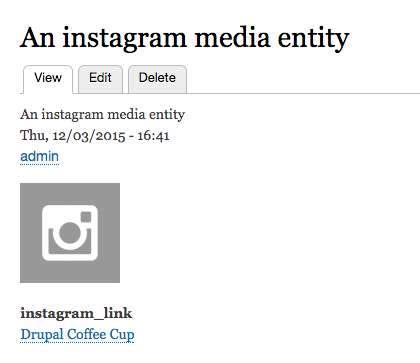 An instagram media entity
View Edit Delete
An instagram media entity
Thu, 12/03/2015 - 16:41
admin
instagram_link
Drupal Coffee Cup